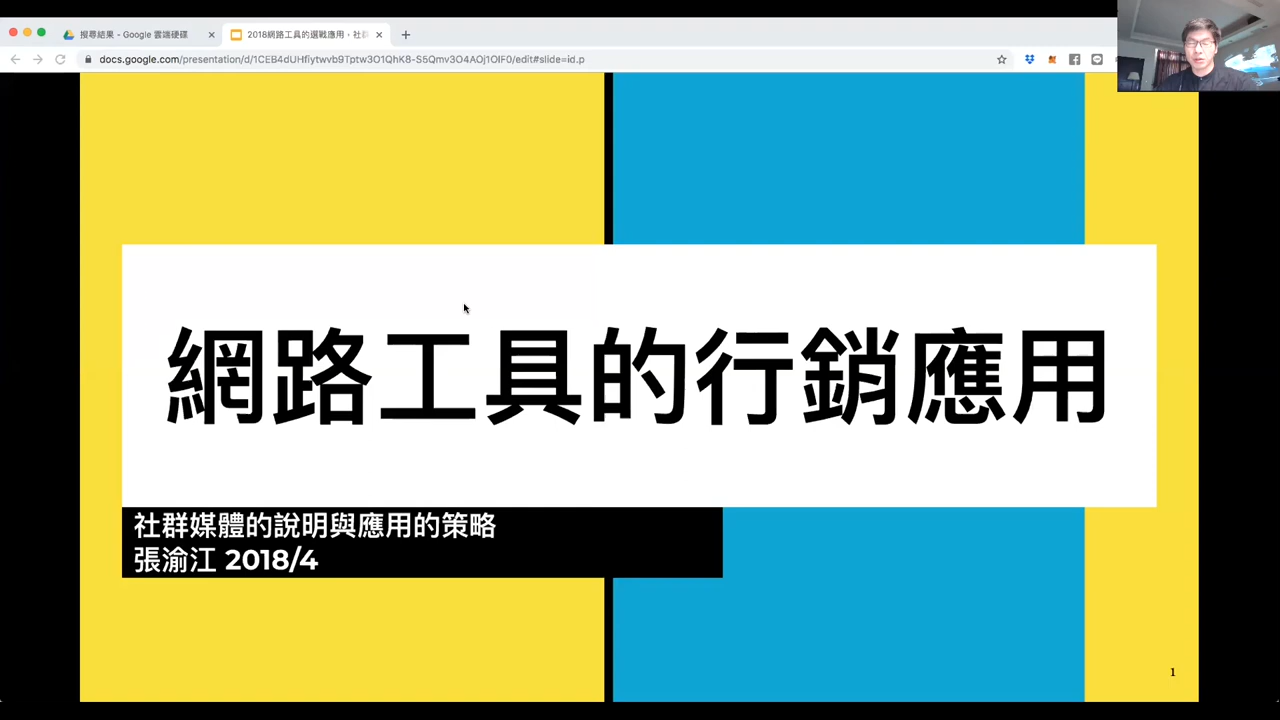 搜尋結果 - Google 雲端硬碟
2018網路工具的選戰應用，社群
docs.google.com/presentation/d/1CEB4dUHfiytwvb9Tptw3O1QhK8-S5Qmv3O4AOj1OIF0/edit#slide=id.p
網路工具的行銷應用
社群媒體的說明與應用的策略
張渝江 2018/4
1